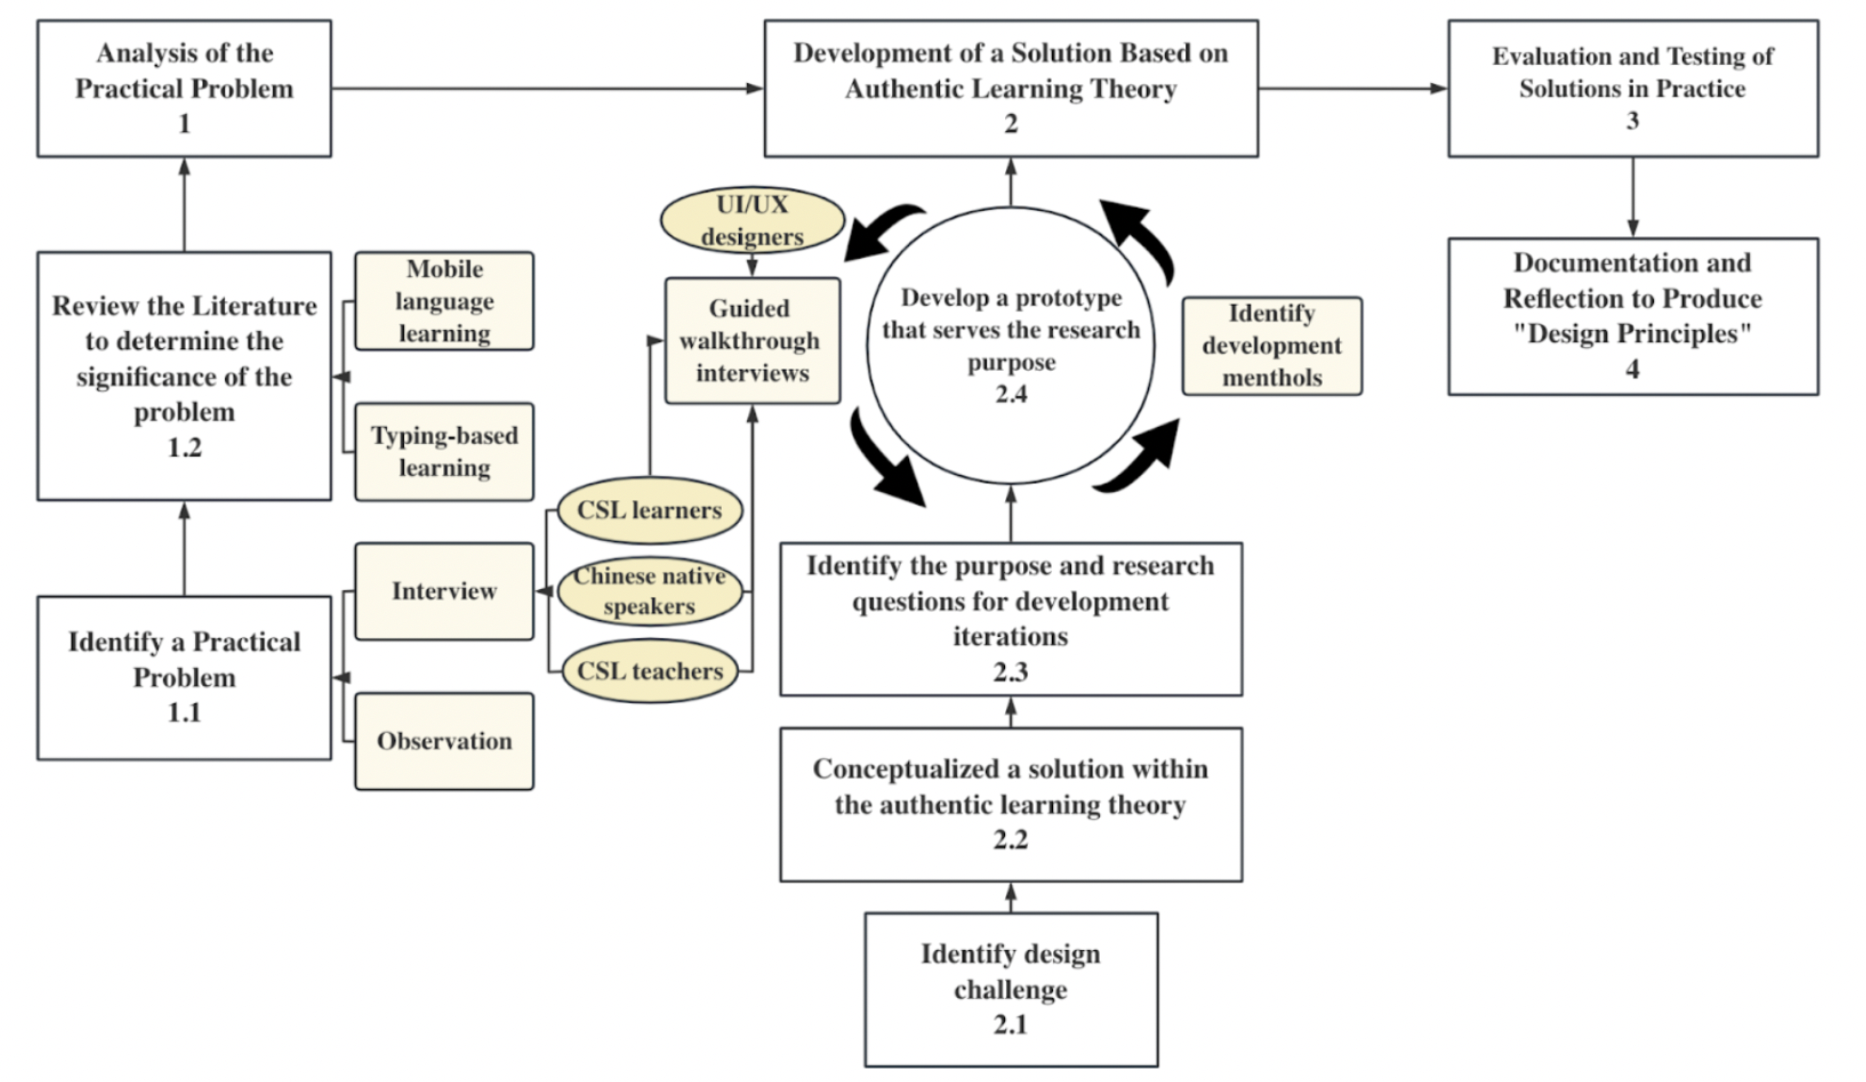 Analysis of the
Practical Problem
1
Development of a Solution Based on
Authentic Learning Theory
2
Evaluation and Testing of
Solutions in Practice
3
Documentation and
Reflection to Produce
"Design Principles"
4
Review the Literature
to determine the
significance of the
problem
1.2
Mobile
language
learning
Typing-based
learning
Identify a Practical
Problem
1.1
Interview
Observation
CSL learners
Chinese native
speakers
CSL teachers
UI/UX
designers
Guided
walkthrough
interviews
Develop a prototype
that serves the research
purpose
2.4
Identify
development
menthols
Identify the purpose and research
questions for development
iterations
2.3
Conceptualized a solution within
the authentic learning theory
2.2
Identify design
challenge
2.1